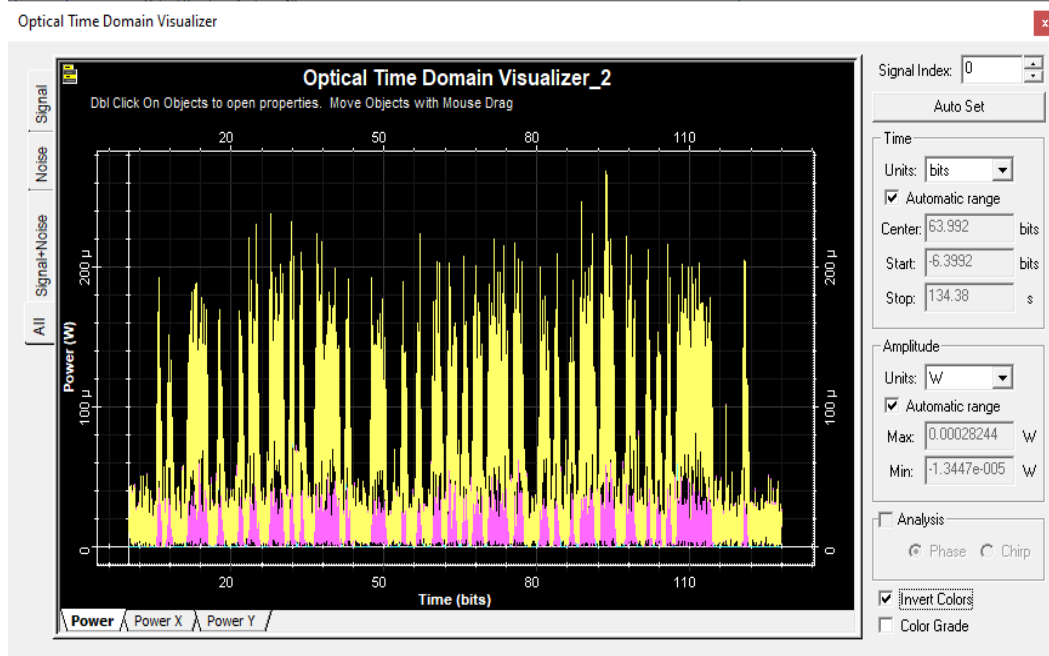 Optical Time Domain Visualizer
x
Signal
Noise
Signal+Noise
All
Optical Time Domain Visualizer_2
Dbl Click On Objects to open properties. Move Objects with Mouse Drag
20 50 80 110
Power (W)
200 µ
100 µ
0
200 µ
100 µ
0
20 50 80 110
Time (bits)
Power Power X Power Y
Signal Index: 0
Auto Set
Time
Units: bits
Automatic range
Center: 63.992 bits
Start: -6.3992 bits
Stop: 134.38 s
Amplitude
Units: W
Automatic range
Max: 0.00028244 W
Min: -1.3447e-005 W
Analysis
Phase Chirp
Invert Colors
Color Grade